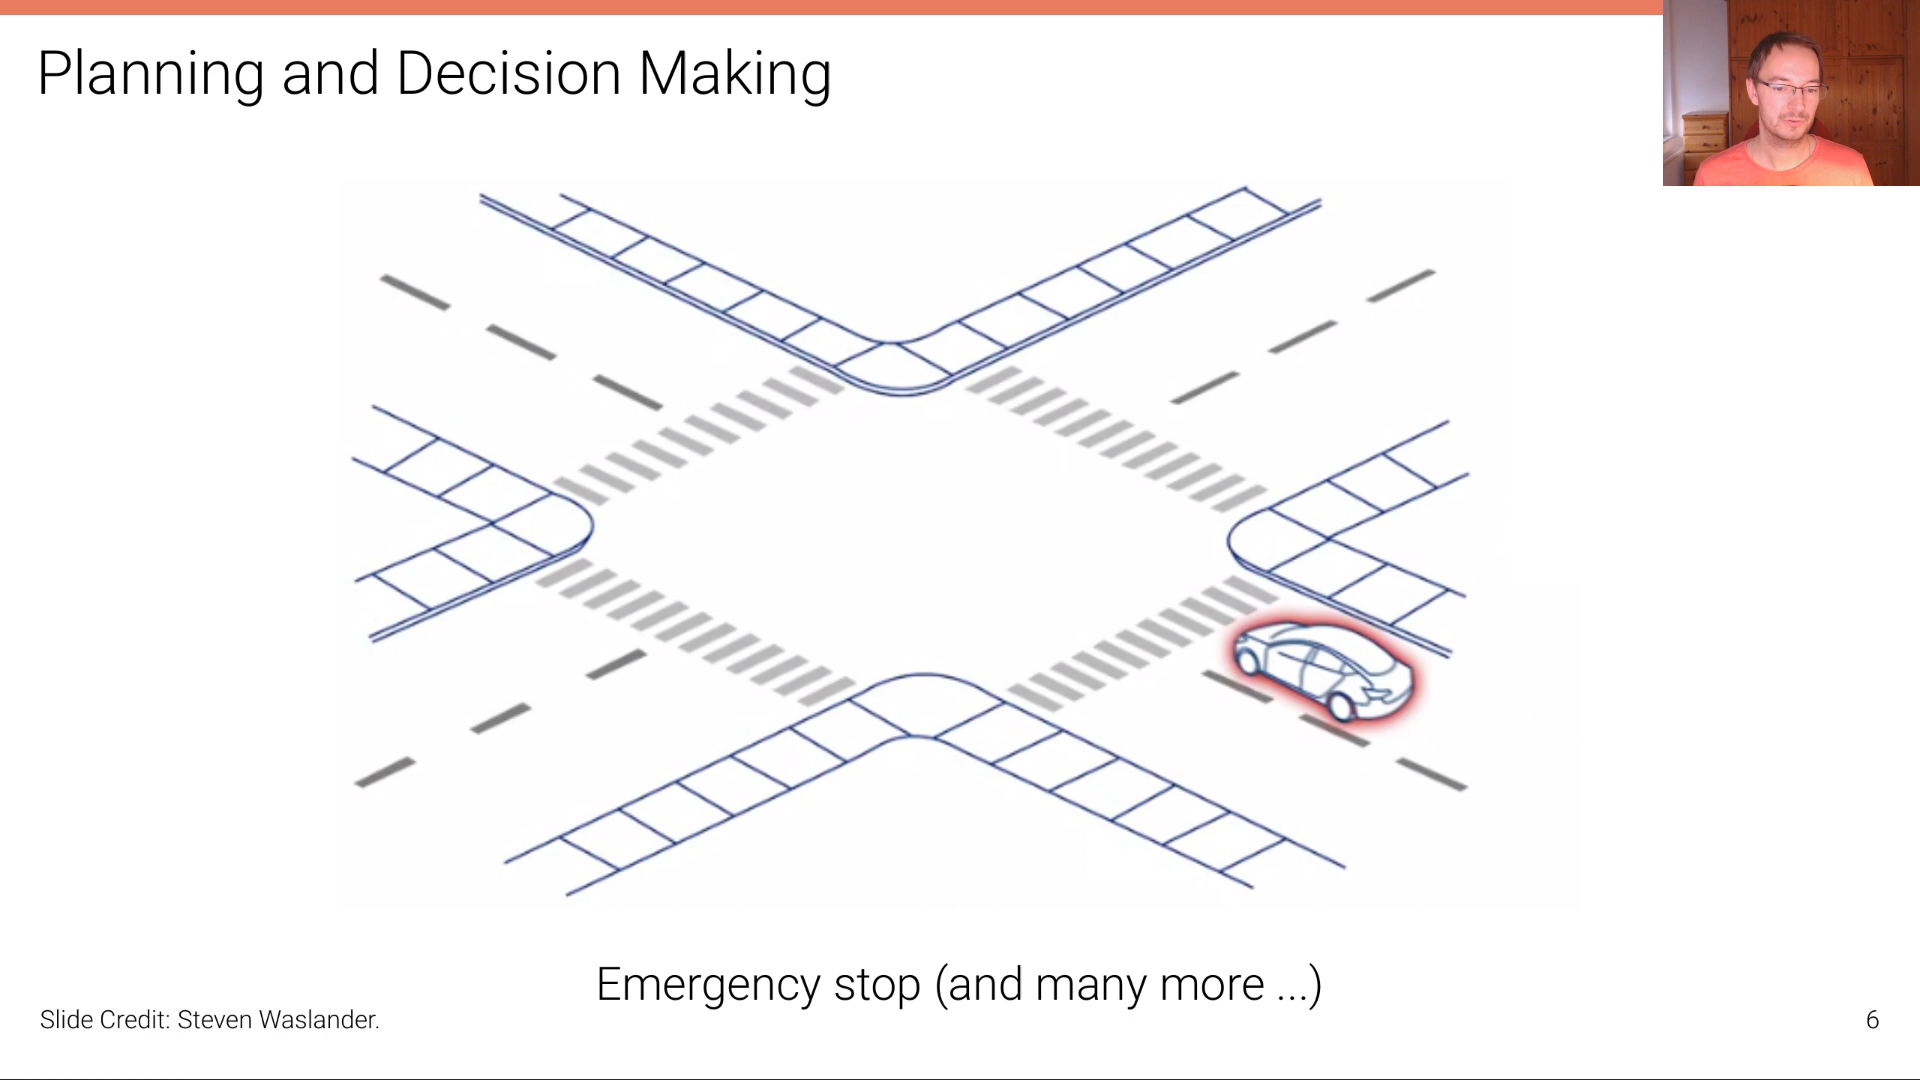 Planning and Decision Making
Emergency stop (and many more ...)
Slide Credit: Steven Waslander.
6